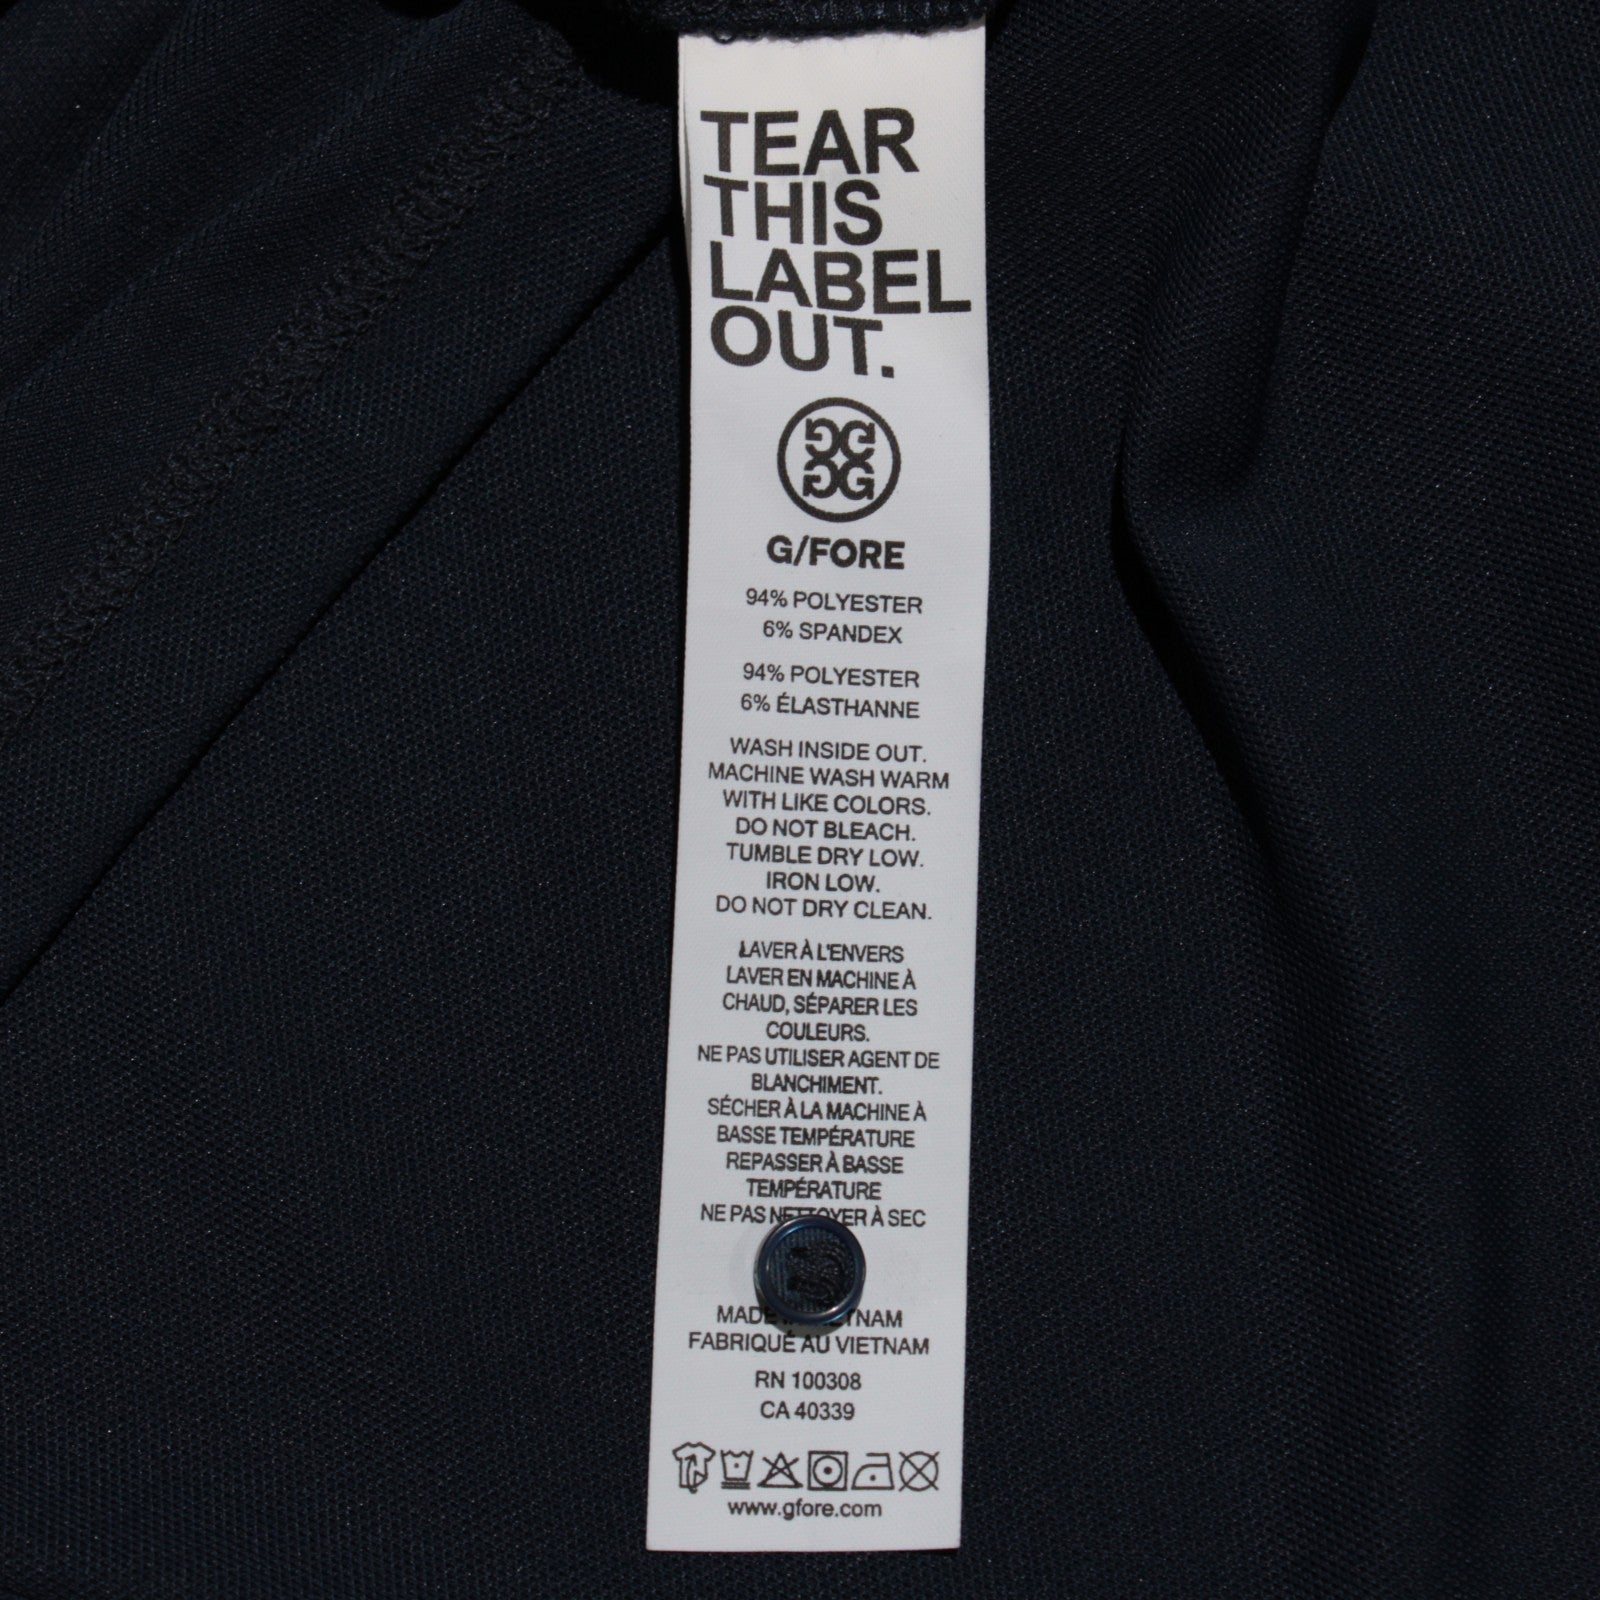 TEAR
THIS
LABEL
OUT.
G/FORE
94% POLYESTER
6% SPANDEX
94% POLYESTER
6% ÉLASTHANNE
WASH INSIDE OUT.
MACHINE WASH WARM
WITH LIKE COLORS.
DO NOT BLEACH.
TUMBLE DRY LOW.
IRON LOW.
DO NOT DRY CLEAN.
LAVER À L'ENVERS
LAVER EN MACHINE À
CHAUD, SÉPARER LES
COULEURS.
NE PAS UTILISER AGENT DE
BLANCHIMENT.
SÉCHER À LA MACHINE À
BASSE TEMPÉRATURE
REPASSER À BASSE
TEMPÉRATURE
NE PAS NETTOYER À SEC
MADE IN VIETNAM
FABRIQUÉ AU VIETNAM
RN 100308
CA 40339
www.gfore.com